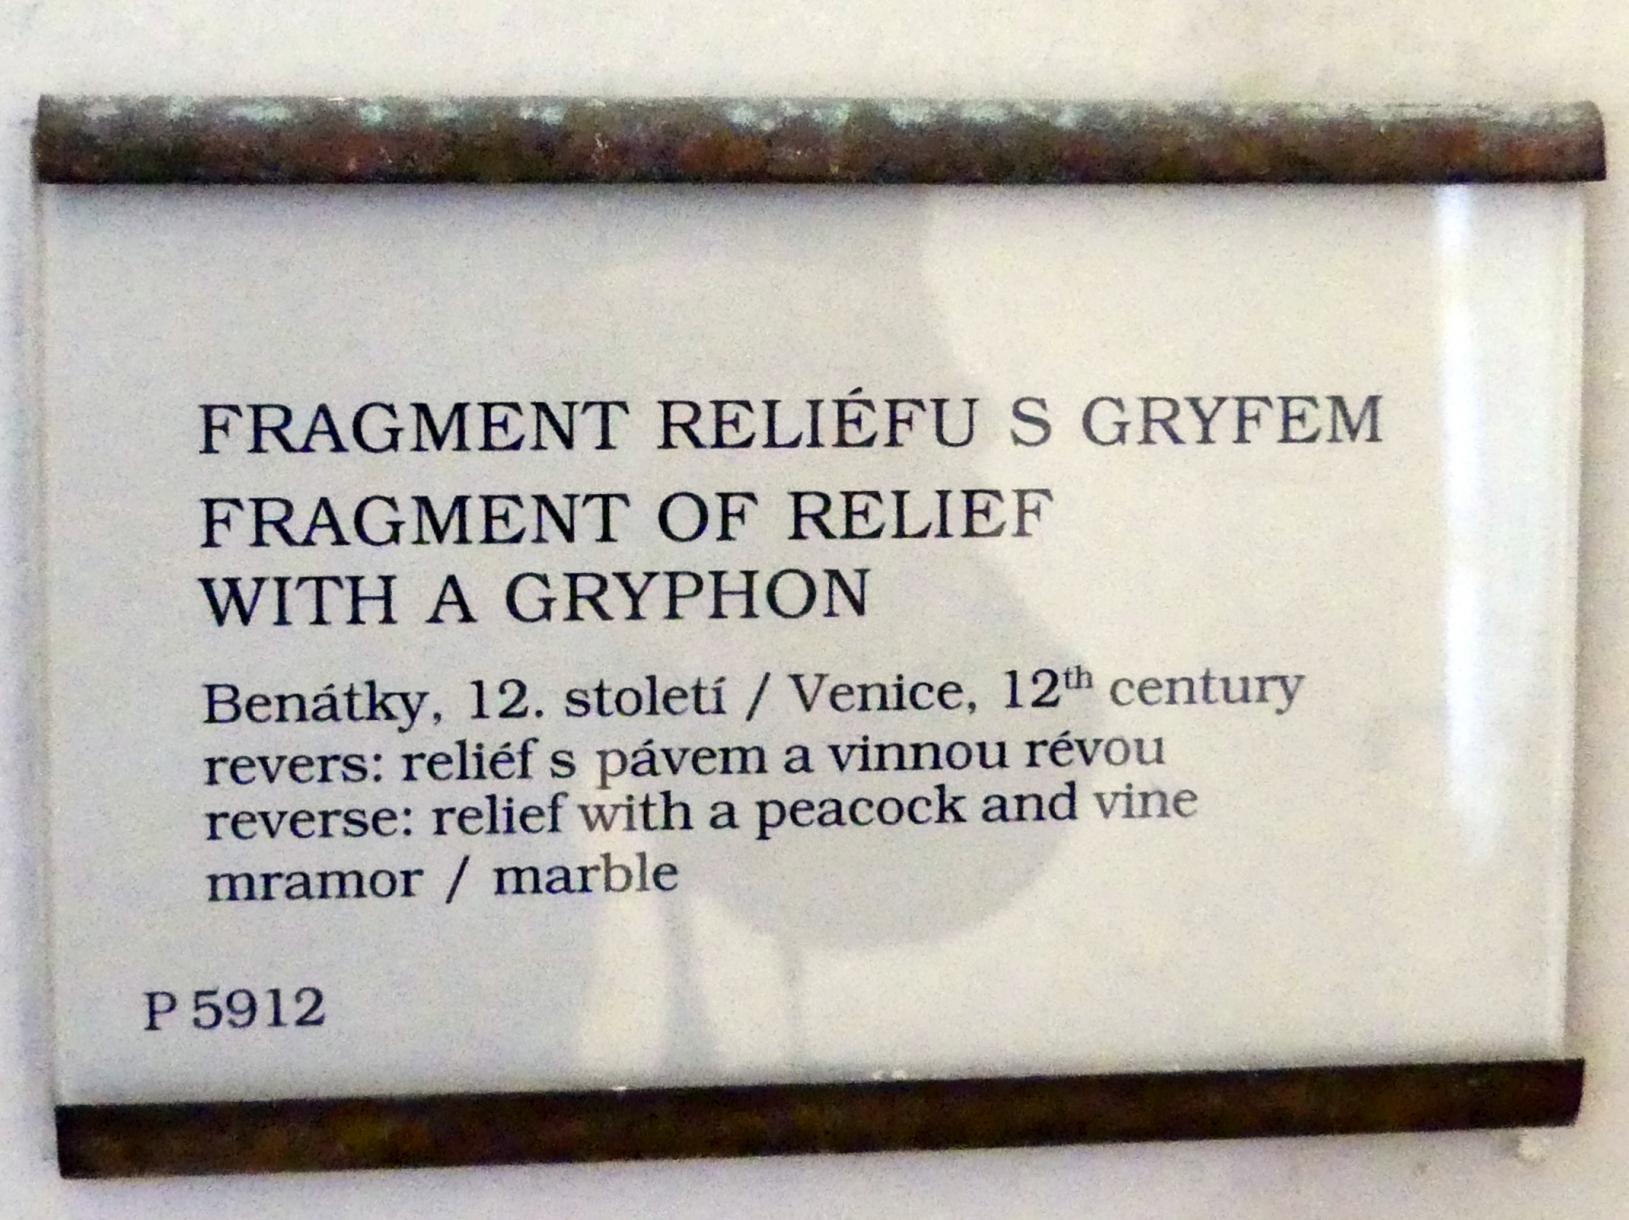 FRAGMENT RELIÉFU S GRYFEM
FRAGMENT OF RELIEF
WITH A GRYPHON
Benátky, 12. století / Venice, 12th century
revers: reliéf s pávem a vinnou révou
reverse: relief with a peacock and vine
mramor / marble
P 5912